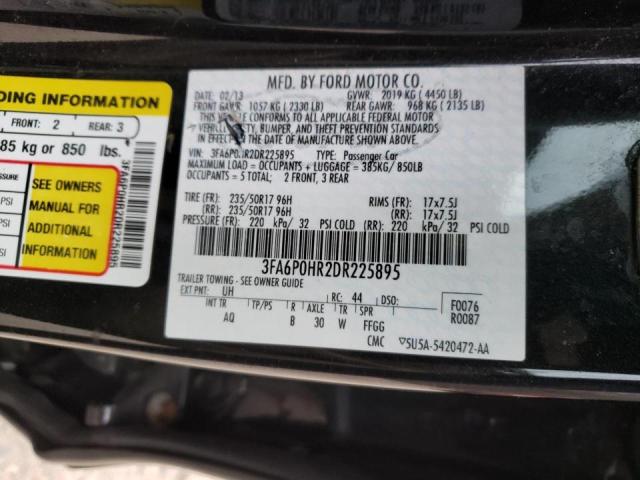 DING INFORMATION
FRONT: 2 REAR: 3
85 kg or 850 lbs.
PSI
PSI
PSI
SEE OWNERS
MANUAL FOR
ADDITIONAL
INFORMATION
3FA6P0HR2DR225895
MFD. BY FORD MOTOR CO.
DATE: 02/13 GVWR: 2019 KG ( 4450 LB)
FRONT GAWR: 1057 KG ( 2330 LB) REAR GAWR: 968 KG ( 2135 LB)
THIS VEHICLE CONFORMS TO ALL APPLICABLE FEDERAL MOTOR
VEHICLE SAFETY, BUMPER, AND THEFT PREVENTION STANDARDS
IN EFFECT ON THE DATE OF MANUFACTURE SHOWN ABOVE.
VIN: 3FA6P0HR2DR225895 TYPE: Passenger Car
MAXIMUM LOAD = OCCUPANTS + LUGGAGE = 385KG/ 850LB
OCCUPANTS = 5 TOTAL; 2 FRONT, 3 REAR
TIRE (FR): 235/50R17 96H RIMS (FR): 17x7.5J
(RR): 235/50R17 96H (RR): 17x7.5J
PRESSURE (FR): 220 kPa/ 32 PSI COLD (RR): 220 kPa/ 32 PSI COLD
3FA6P0HR2DR225895
TRAILER TOWING - SEE OWNER GUIDE
EXT PNT: UH RC: 44 DSO: F0076
R0087
INT TR TP/PS R AXLE TR SPR
AQ B 30 W FFGG
CMC 5U5A-5420472-AA